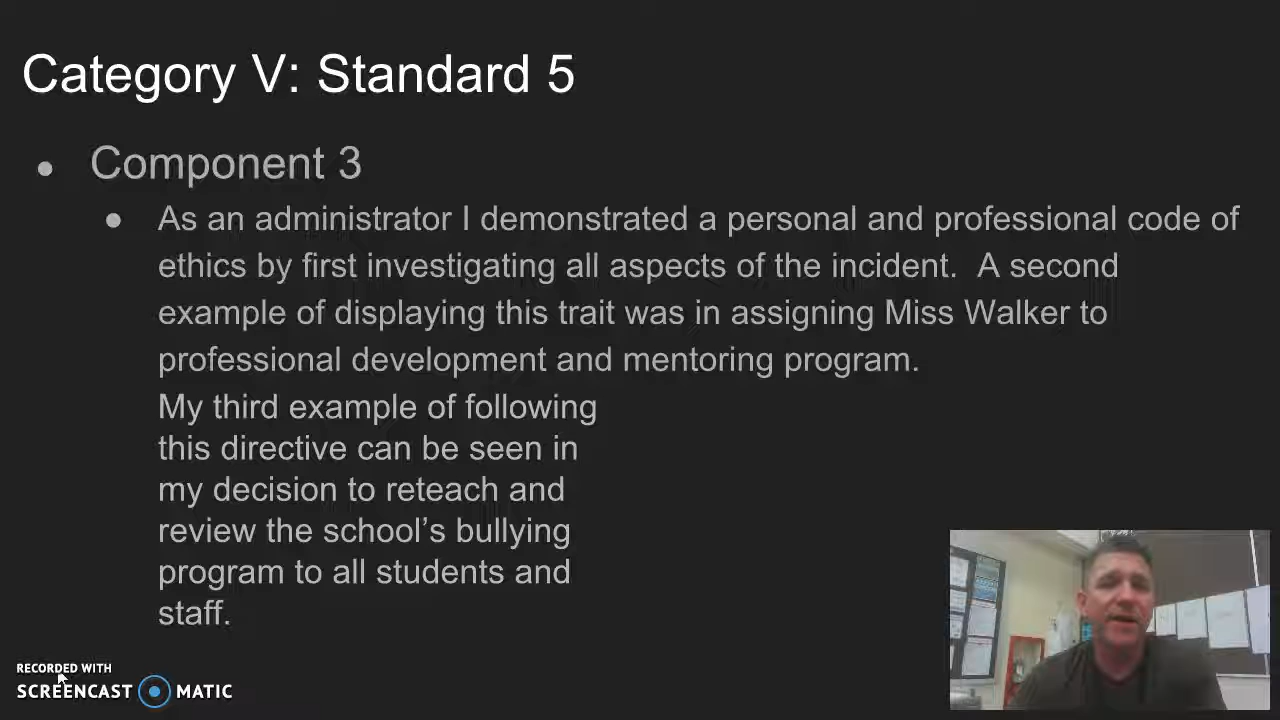 Category V: Standard 5
● Component 3
● As an administrator I demonstrated a personal and professional code of
ethics by first investigating all aspects of the incident.  A second
example of displaying this trait was in assigning Miss Walker to
professional development and mentoring program.
My third example of following
this directive can be seen in
my decision to reteach and
review the school’s bullying
program to all students and
staff.
RECORDED WITH
SCREENCAST MATIC